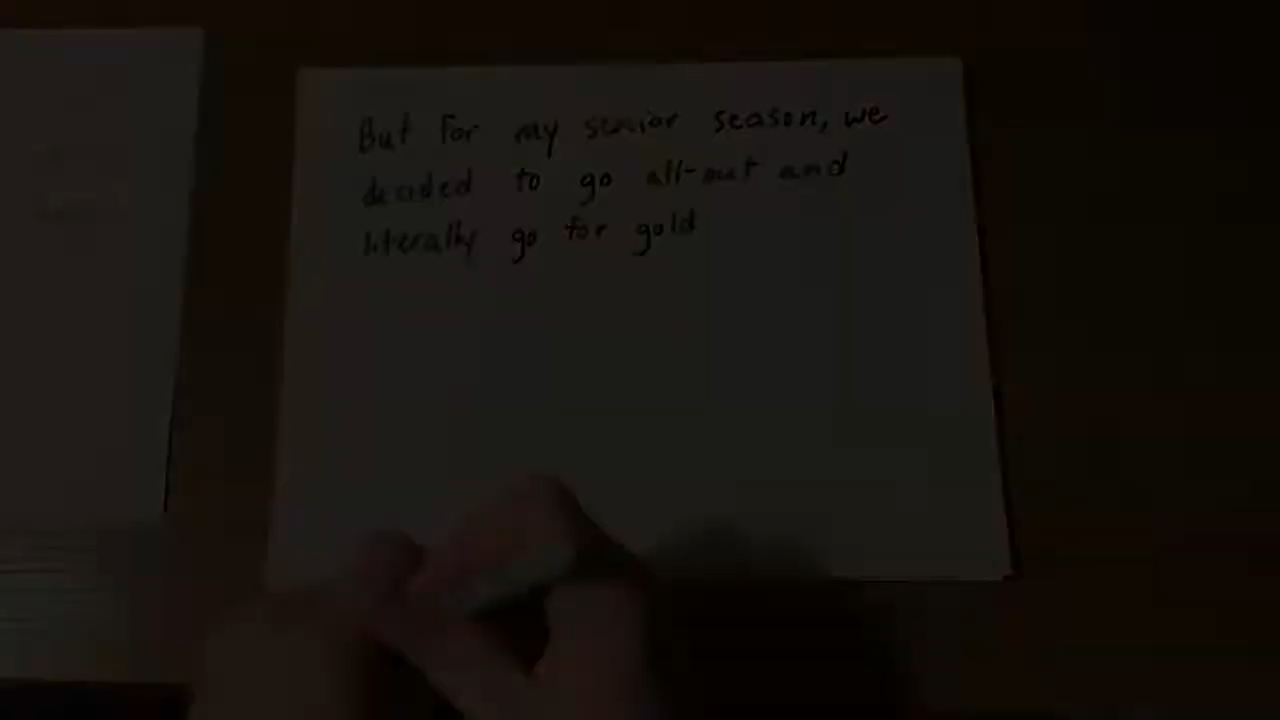 But for my senior season, we
decided to go all-out and
literally go for gold